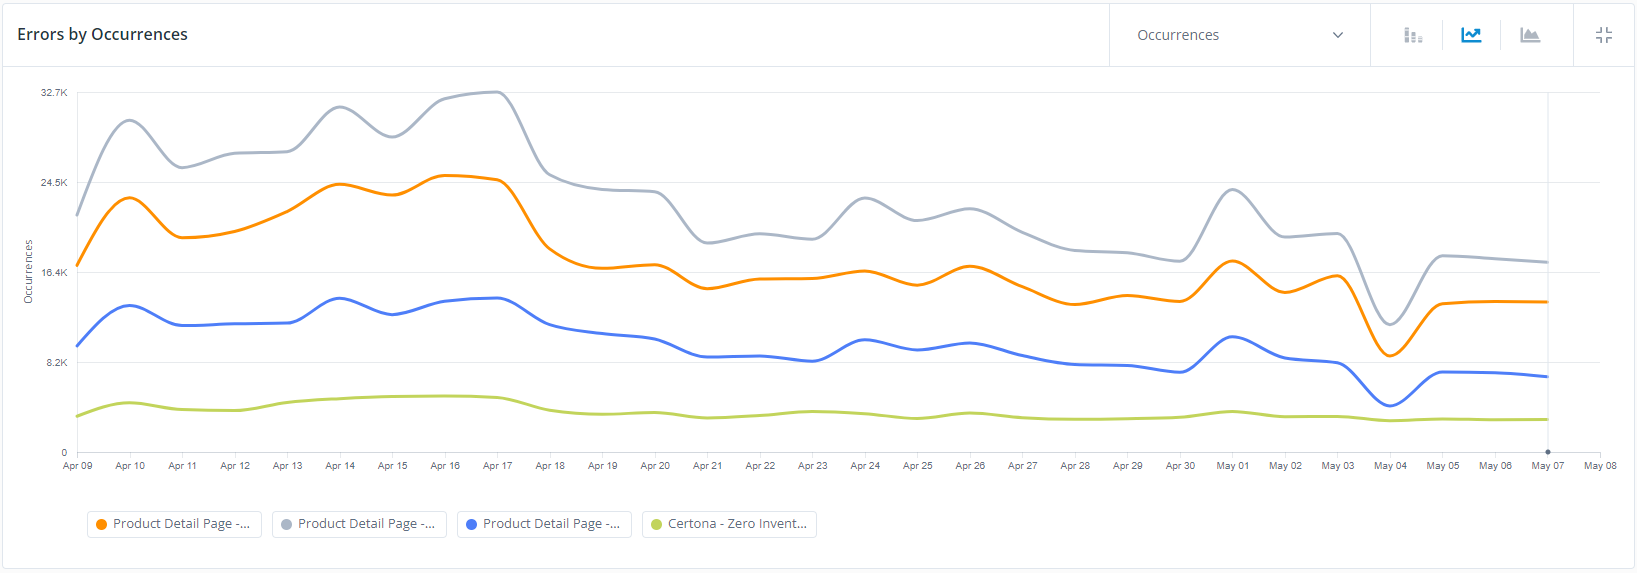 Errors by Occurrences
Occurrences
32.7K
24.5K
16.4K
8.2K
0
Occurrences
Apr 09 Apr 10 Apr 11 Apr 12 Apr 13 Apr 14 Apr 15 Apr 16 Apr 17 Apr 18 Apr 19 Apr 20 Apr 21 Apr 22 Apr 23 Apr 24 Apr 25 Apr 26 Apr 27 Apr 28 Apr 29 Apr 30 May 01 May 02 May 03 May 04 May 05 May 06 May 07 May 08
Product Detail Page -... Product Detail Page -... Product Detail Page -... Certona - Zero Invent...